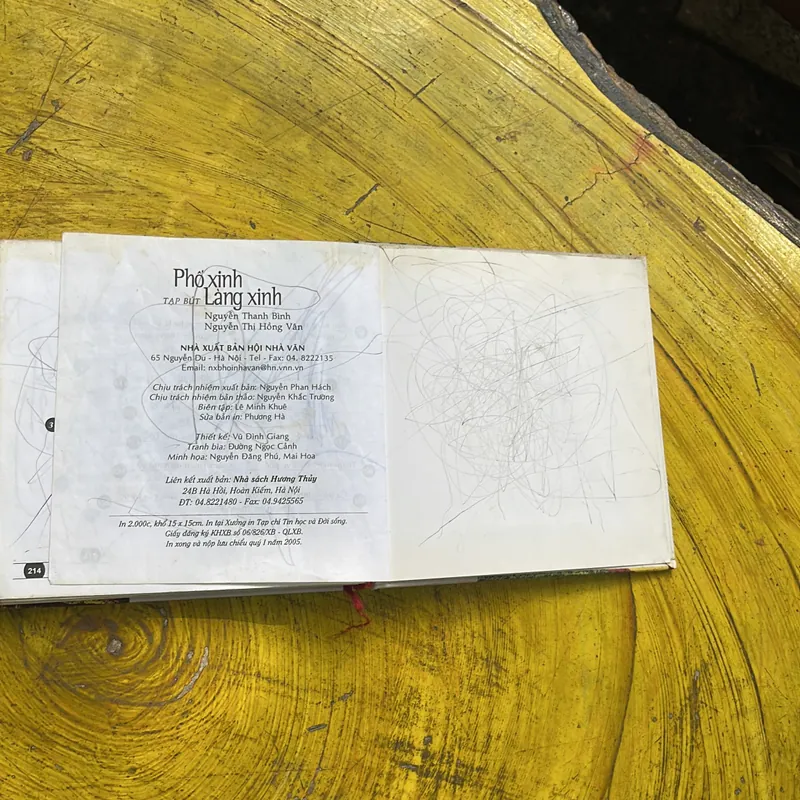 Phố xinh
TẠP BÚT Làng xinh
Nguyễn Thanh Bình
Nguyễn Thị Hồng Vân
NHÀ XUẤT BẢN HỘI NHÀ VĂN
65 Nguyễn Du - Hà Nội - Tel - Fax: 04. 8222135
Email: nxbhoinhavan@hn.vnn.vn
Chịu trách nhiệm xuất bản: Nguyễn Phan Hách
Chịu trách nhiệm bản thảo: Nguyễn Khắc Trường
Biên tập: Lê Minh Khuê
Sửa bản in: Phương Hà
Thiết kế: Vũ Đình Giang
Tranh bìa: Đường Ngọc Cảnh
Minh họa: Nguyễn Đăng Phú, Mai Hoa
Liên kết xuất bản: Nhà sách Hương Thủy
24B Hà Hồi, Hoàn Kiếm, Hà Nội
ĐT: 04.8221480 - Fax: 04.9425565
In 2.000c, khổ 15 x 15cm. In tại Xưởng in Tạp chí Tin học và Đời sống.
Giấy đăng ký KHXB số 06/826/XB - QLXB.
In xong và nộp lưu chiểu quý I năm 2005.
3
214